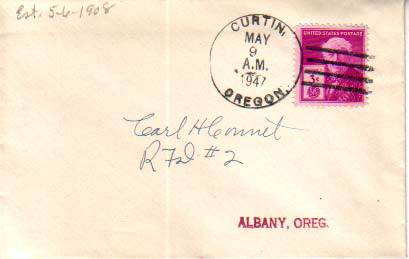 Est. 5-6-1908
CURTIN,
MAY
9
A.M.
1947
OREGON.
UNITED STATES POSTAGE
3¢
Carl H Connet
R Fd. #2
ALBANY, OREG.